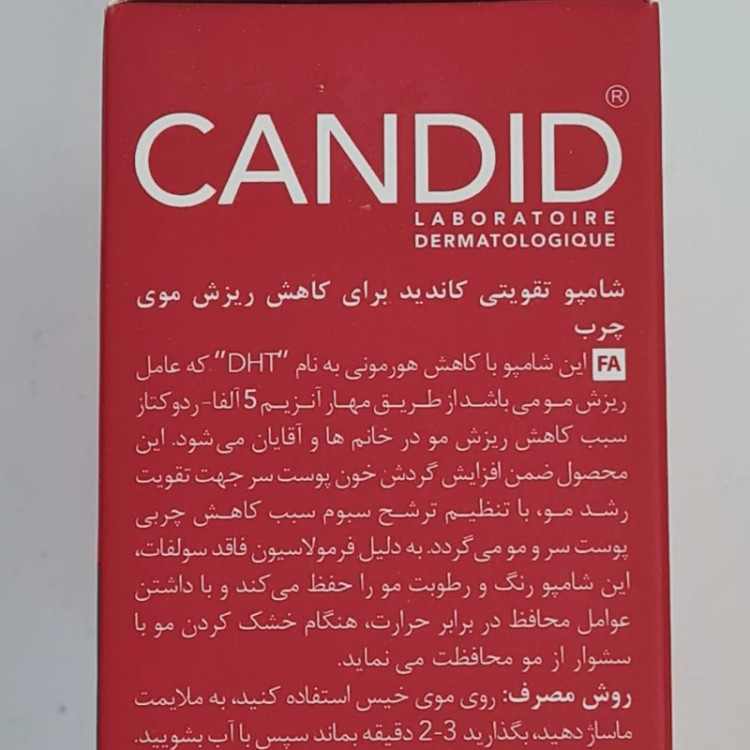 CANDID®
LABORATOIRE
DERMATOLOGIQUE
شامپو تقویتی کاندید برای کاهش ریزش موی
چرب
FA این شامپو با کاهش هورمونی به نام "DHT" که عامل
ریزش مو می باشد از طریق مهار آنزیم 5 آلفا- ردوکتاز
سبب کاهش ریزش مو در خانم ها و آقایان می شود. این
محصول ضمن افزایش گردش خون پوست سر جهت تقویت
رشد مو، با تنظیم ترشح سبوم سبب کاهش چربی
پوست سر و مو می گردد. به دلیل فرمولاسیون فاقد سولفات،
این شامپو رنگ و رطوبت مو را حفظ می کند و با داشتن
عوامل محافظ در برابر حرارت، هنگام خشک کردن مو با
سشوار از مو محافظت می نماید.
روش مصرف: روی موی خیس استفاده کنید، به ملایمت
ماساژ دهید، بگذارید 3-2 دقیقه بماند سپس با آب بشویید.